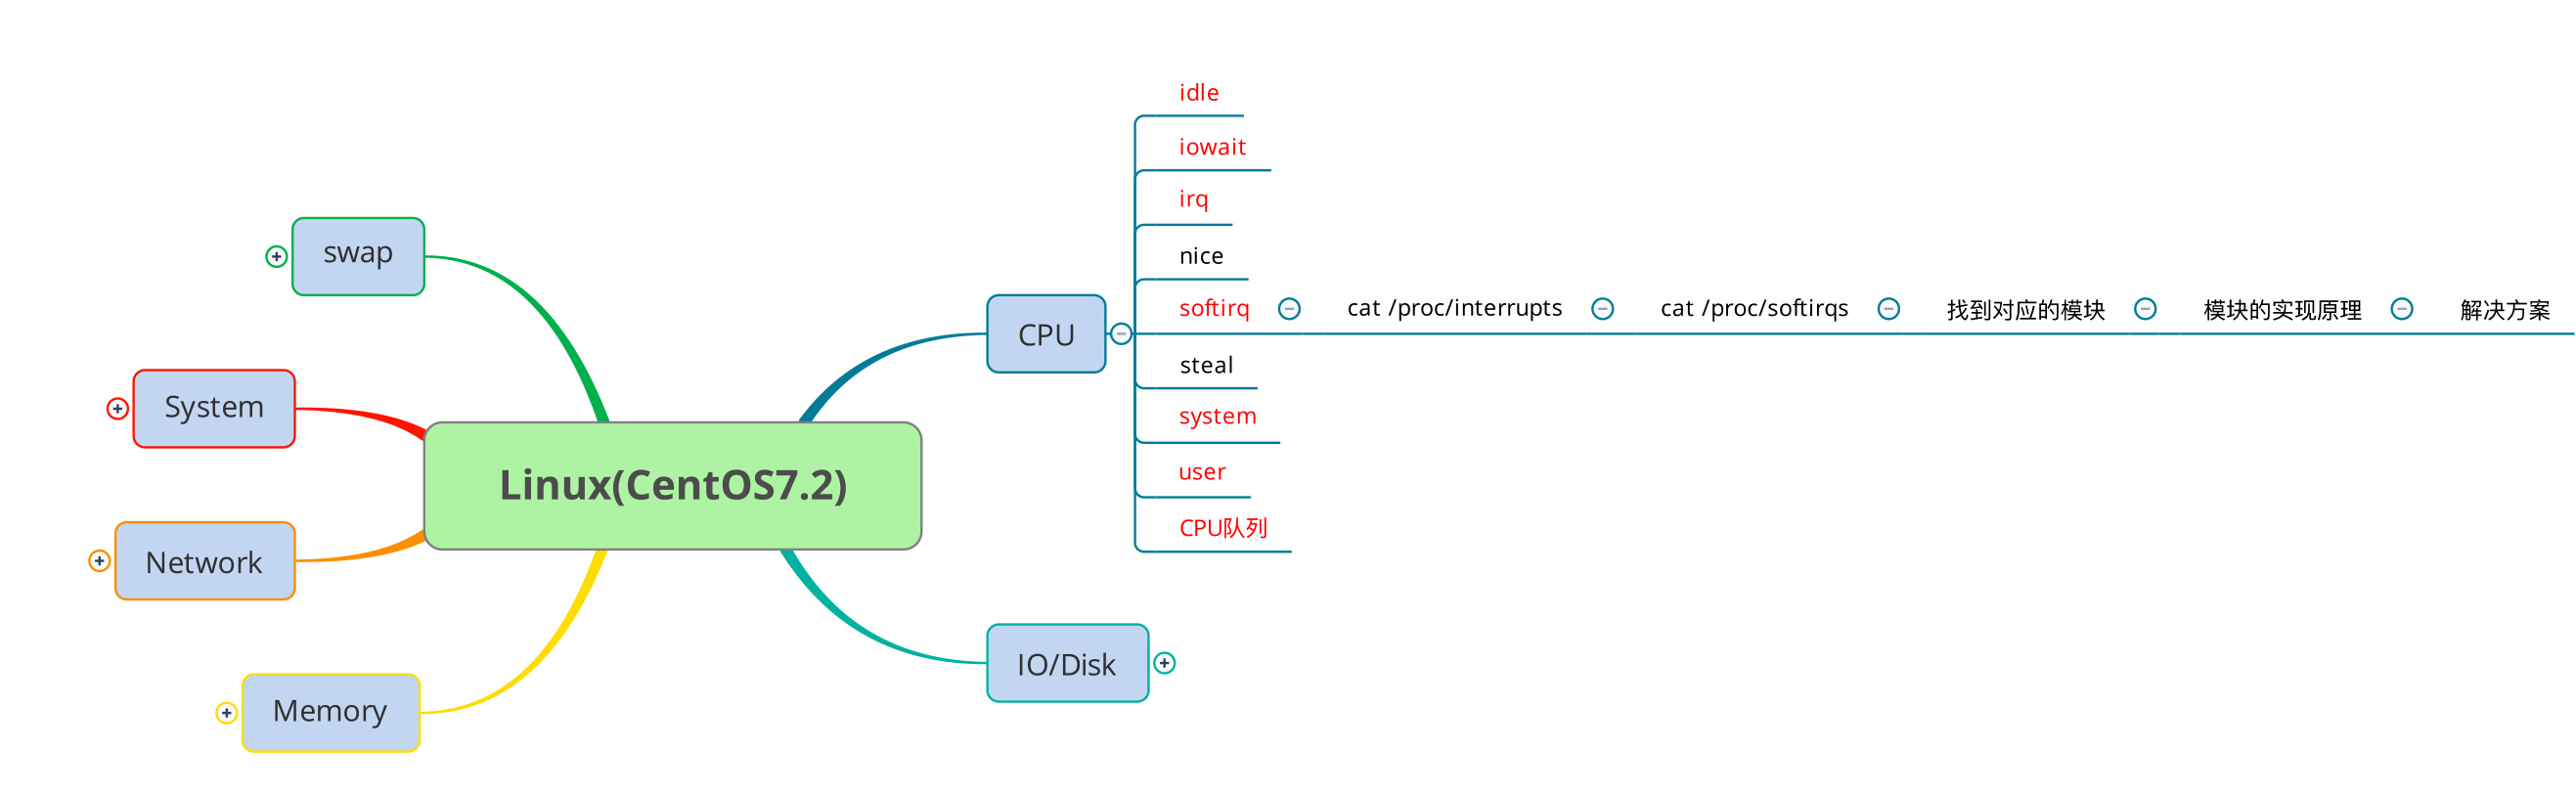 idle
iowait
irq
nice
softirq
cat /proc/interrupts
cat /proc/softirqs
找到对应的模块
模块的实现原理
解决方案
steal
system
user
CPU队列
CPU
swap
System
Linux(CentOS7.2)
Network
Memory
IO/Disk